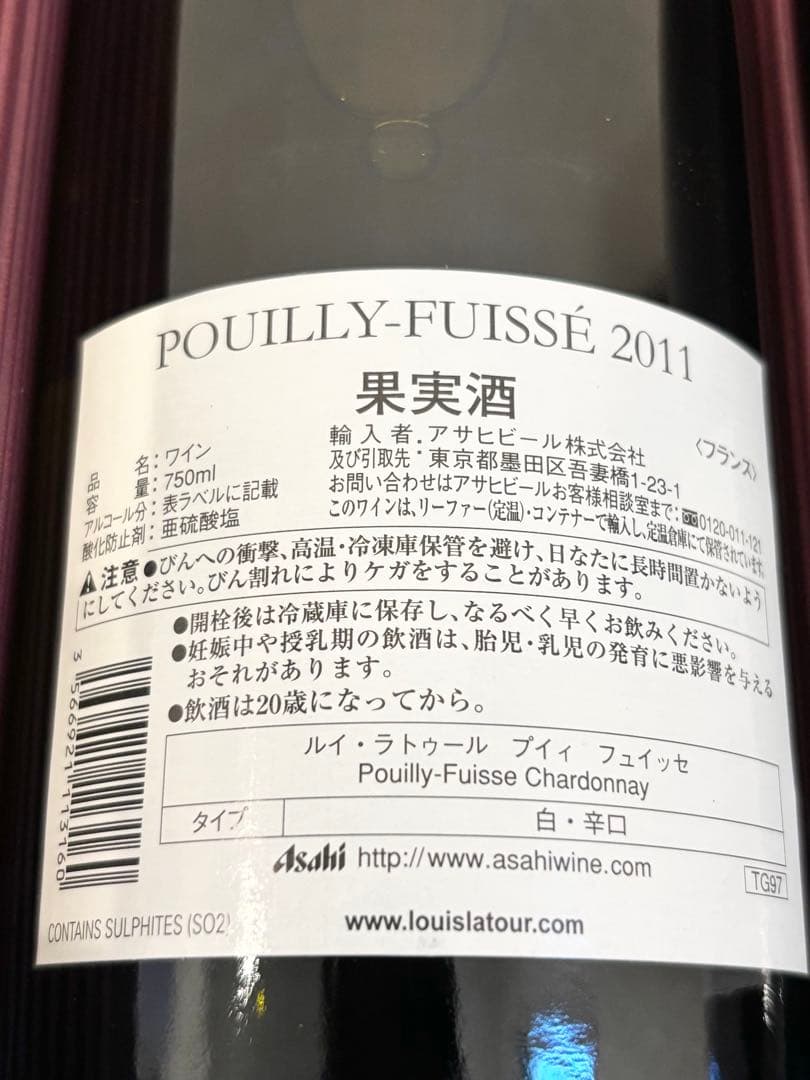 POUILLY-FUISSÉ 2011
果実酒
〈フランス〉
品 名：ワイン
容 量：750ml
アルコール分：表ラベルに記載
酸化防止剤：亜硫酸塩
輸入者．アサヒビール株式会社
及び引取先・東京都墨田区吾妻橋1-23-1
お問い合わせはアサヒビールお客様相談室まで：0120-011-121
このワインは、リーファー(定温)・コンテナーで輸入し、定温倉庫にて保管されています。
注意●びんへの衝撃、高温・冷凍庫保管を避け、日なたに長時間置かないよう
にしてください。びん割れによりケガをすることがあります。
●開栓後は冷蔵庫に保存し、なるべく早くお飲みください。
●妊娠中や授乳期の飲酒は、胎児・乳児の発育に悪影響を与える
おそれがあります。
●飲酒は20歳になってから。
3 566921 113160
ルイ・ラトゥール プイィ フュイッセ
Pouilly-Fuisse Chardonnay
タイプ 白・辛口
Asahi http://www.asahiwine.com
TG97
CONTAINS SULPHITES (SO2)
www.louislatour.com